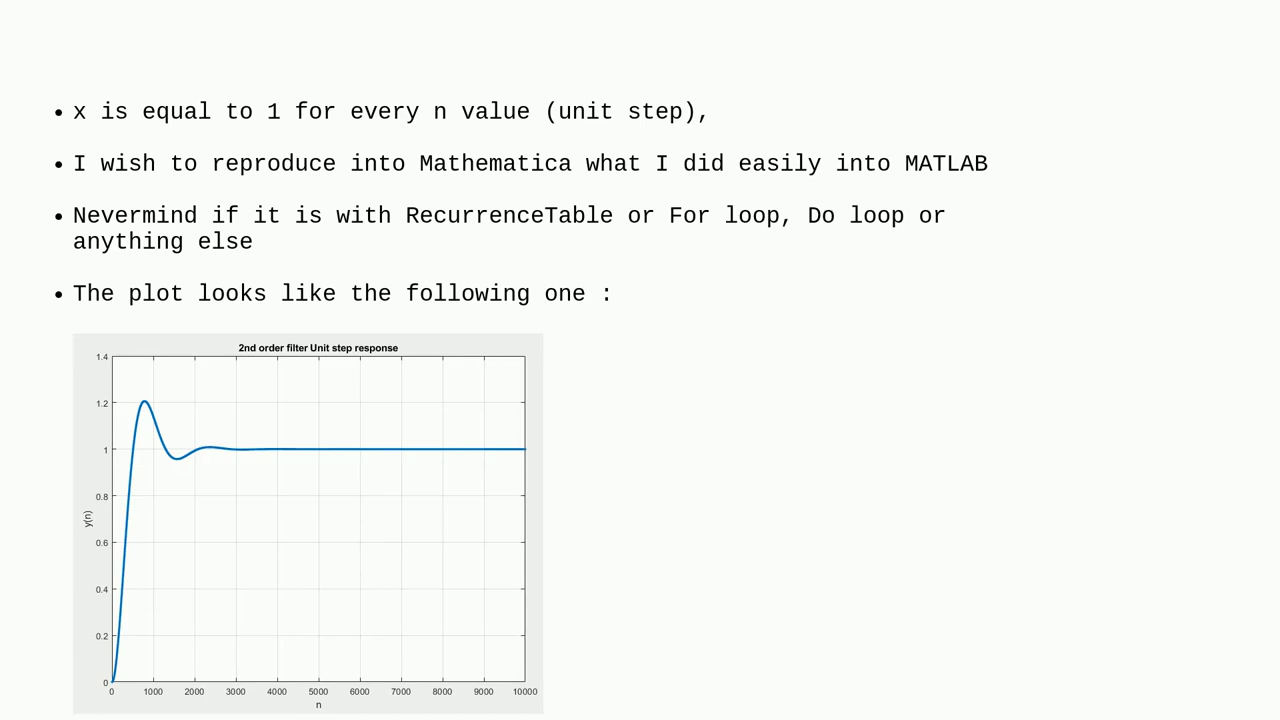 • x is equal to 1 for every n value (unit step),
• I wish to reproduce into Mathematica what I did easily into MATLAB
• Nevermind if it is with RecurrenceTable or For loop, Do loop or
anything else
• The plot looks like the following one :
2nd order filter Unit step response
1.4
1.2
1
0.8
0.6
0.4
0.2
0
y(n)
0 1000 2000 3000 4000 5000 6000 7000 8000 9000 10000
n